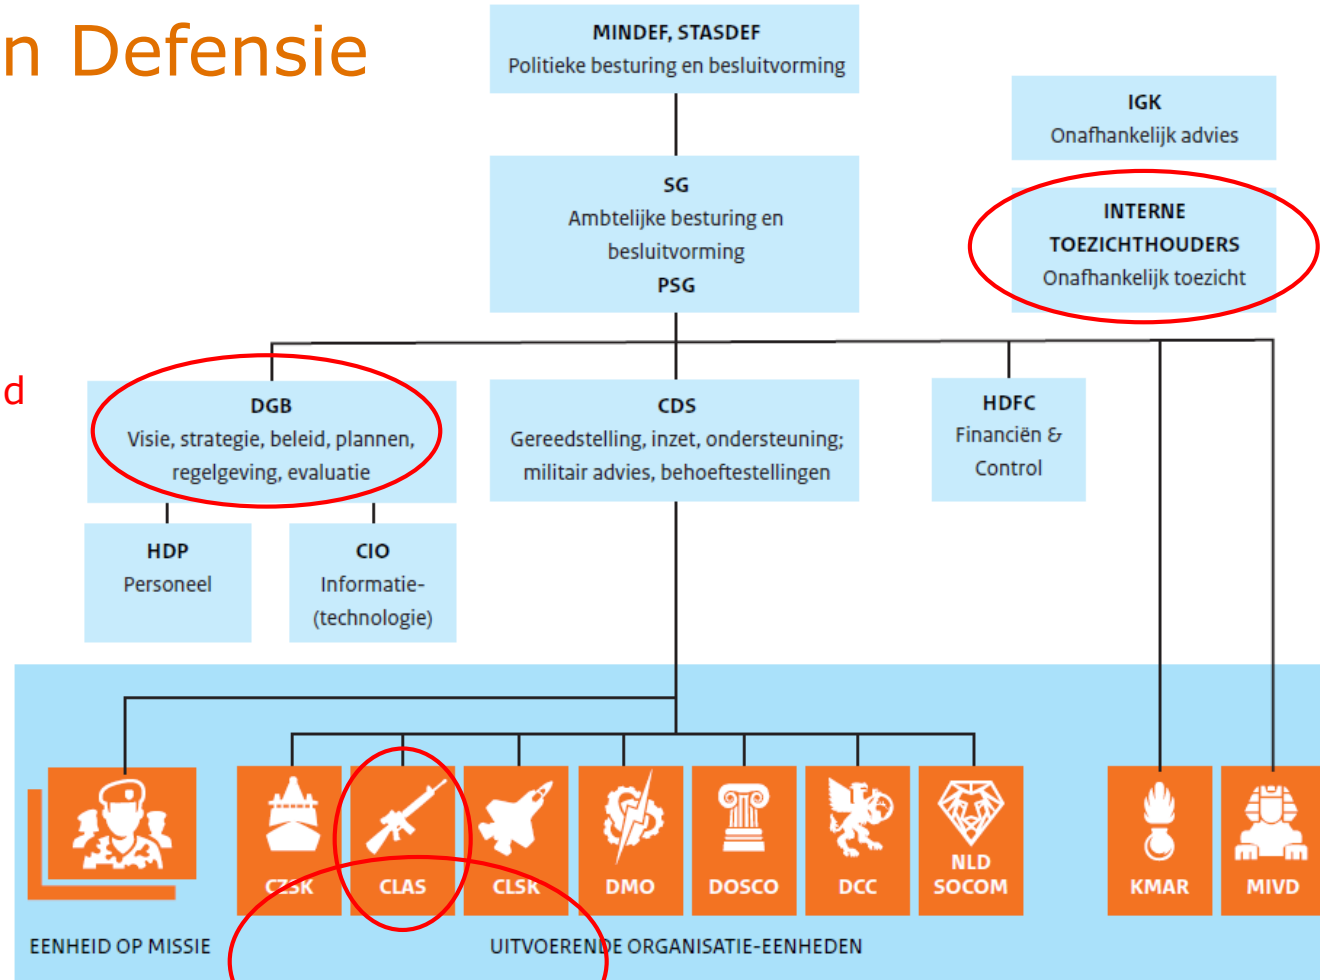 n Defensie
MINDEF, STASDEF
Politieke besturing en besluitvorming
IGK
Onafhankelijk advies
SG
Ambtelijke besturing en
besluitvorming
PSG
INTERNE
TOEZICHTHOUDERS
Onafhankelijk toezicht
d
DGB
Visie, strategie, beleid, plannen,
regelgeving, evaluatie
CDS
Gereedstelling, inzet, ondersteuning;
militair advies, behoeftestellingen
HDFC
Financiën &
Control
HDP
Personeel
CIO
Informatie-
(technologie)
CZSK
CLAS
CLSK
DMO
DOSCO
DCC
NLD
SOCOM
KMAR
MIVD
EENHEID OP MISSIE
UITVOERENDE ORGANISATIE-EENHEDEN